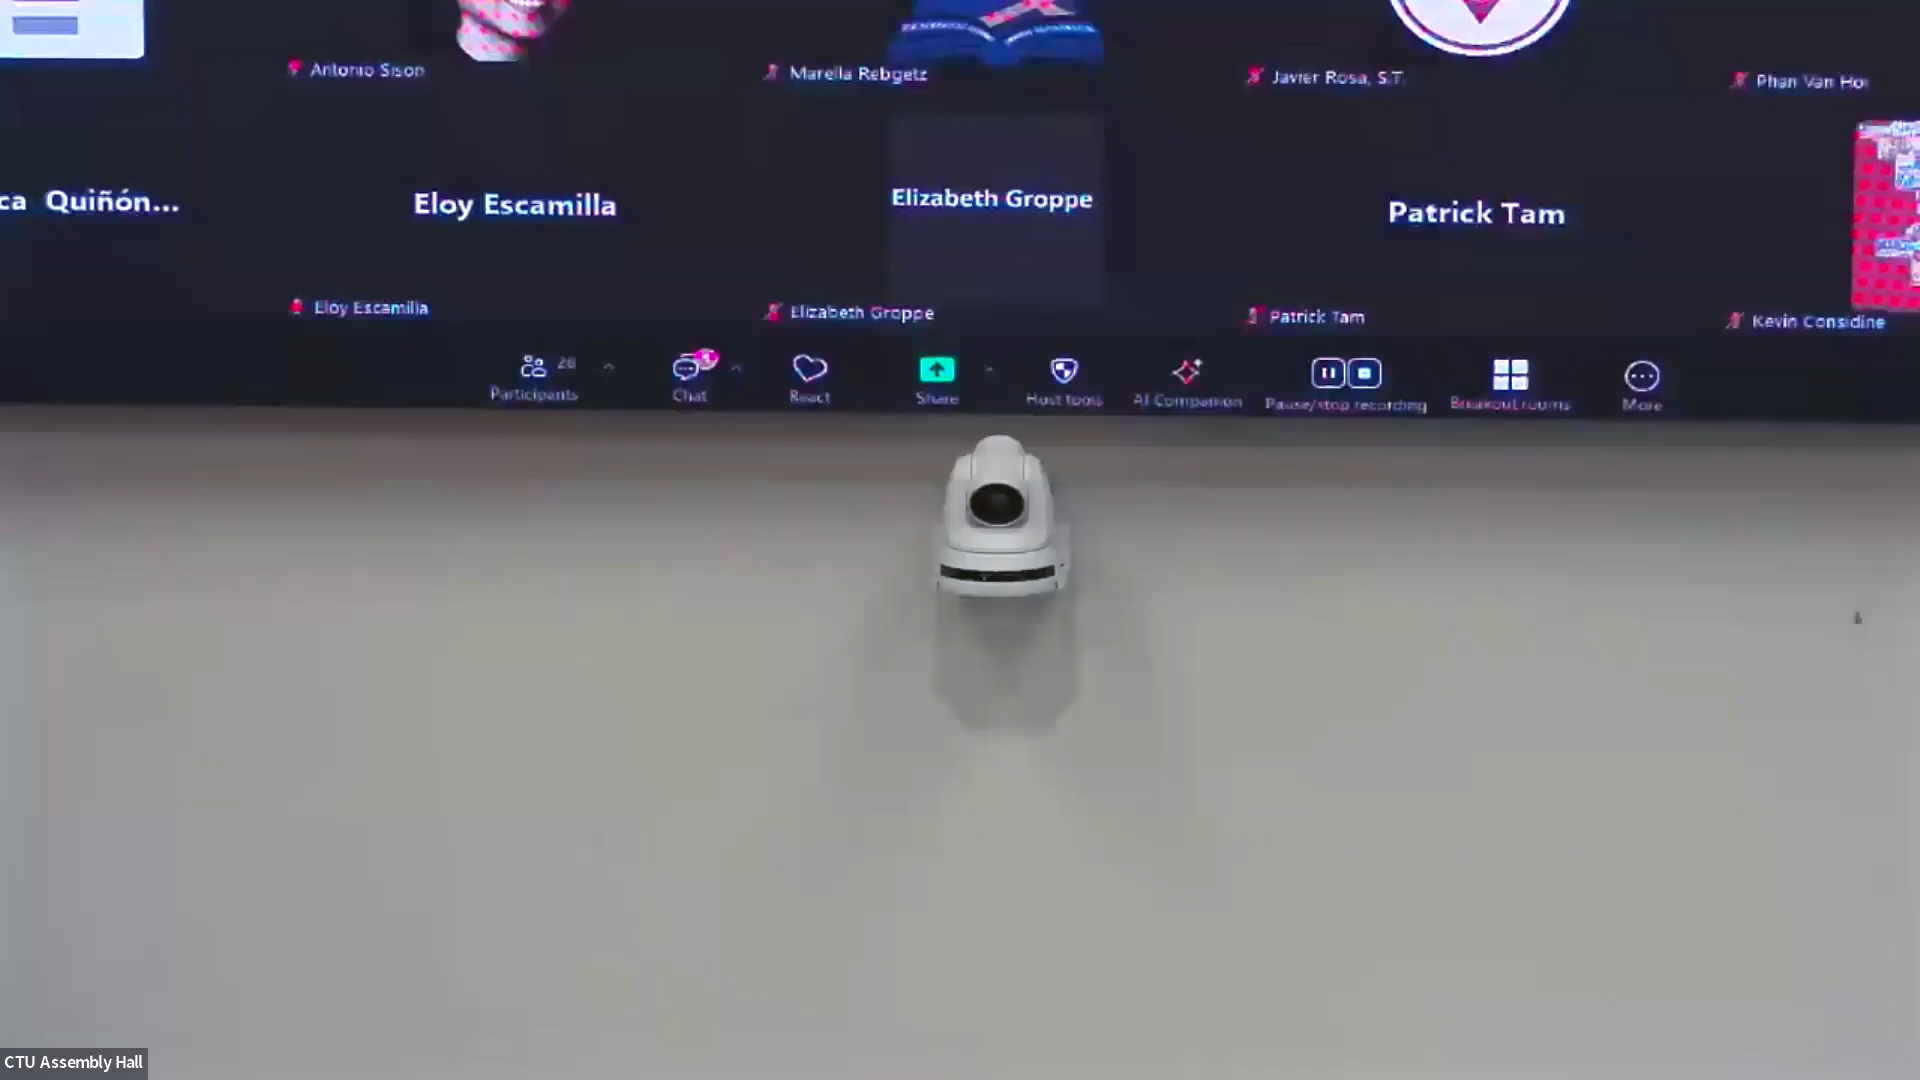 Antonio Sison
Marella Rebgetz
Javier Rosa, S.T.
Phan Van Ho
ca Quiñón...
Eloy Escamilla
Elizabeth Groppe
Patrick Tam
Eloy Escamilla
Elizabeth Groppe
Patrick Tam
Kevin Considine
Participants
26
Chat
React
Share
Host tools
AI Companion
Pause/stop recording
Breakout rooms
More
CTU Assembly Hall